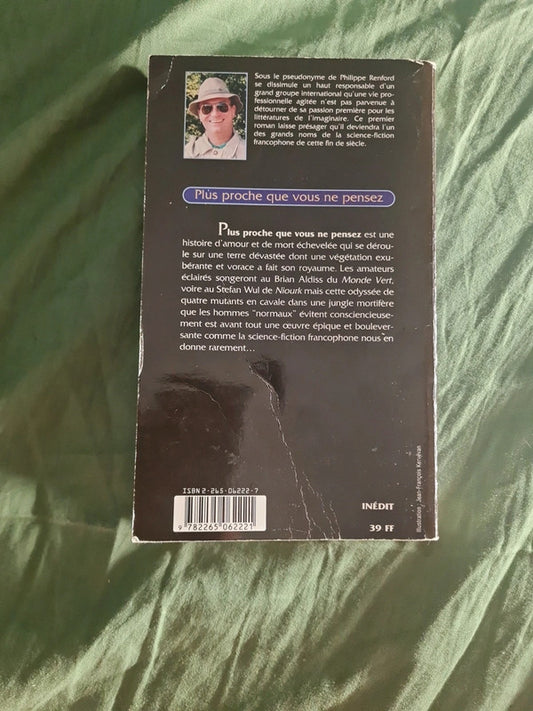 Sous le pseudonyme de Philippe Renford
se dissimule un haut responsable d'un
grand groupe international qu'une vie pro-
fessionnelle agitée n'est pas parvenue à
détourner de sa passion première pour les
littératures de l'imaginaire. Ce premier
roman laisse présager qu'il deviendra l'un
des grands noms de la science-fiction
francophone de cette fin de siècle.
Plus proche que vous ne pensez
Plus proche que vous ne pensez est une
histoire d'amour et de mort échevelée qui se dérou-
le sur une terre dévastée dont une végétation exu-
bérante et vorace a fait son royaume. Les amateurs
éclairés songeront au Brian Aldiss du Monde Vert,
voire au Stefan Wul de Niourk mais cette odyssée de
quatre mutants en cavale dans une jungle mortifère
que les hommes "normaux" évitent consciencieuse-
ment est avant tout une œuvre épique et boulever-
sante comme la science-fiction francophone nous en
donne rarement...
ISBN 2-265-06222-7
9 782265 062221
INÉDIT
39 FF
Illustration : Jean-François Kerséhan